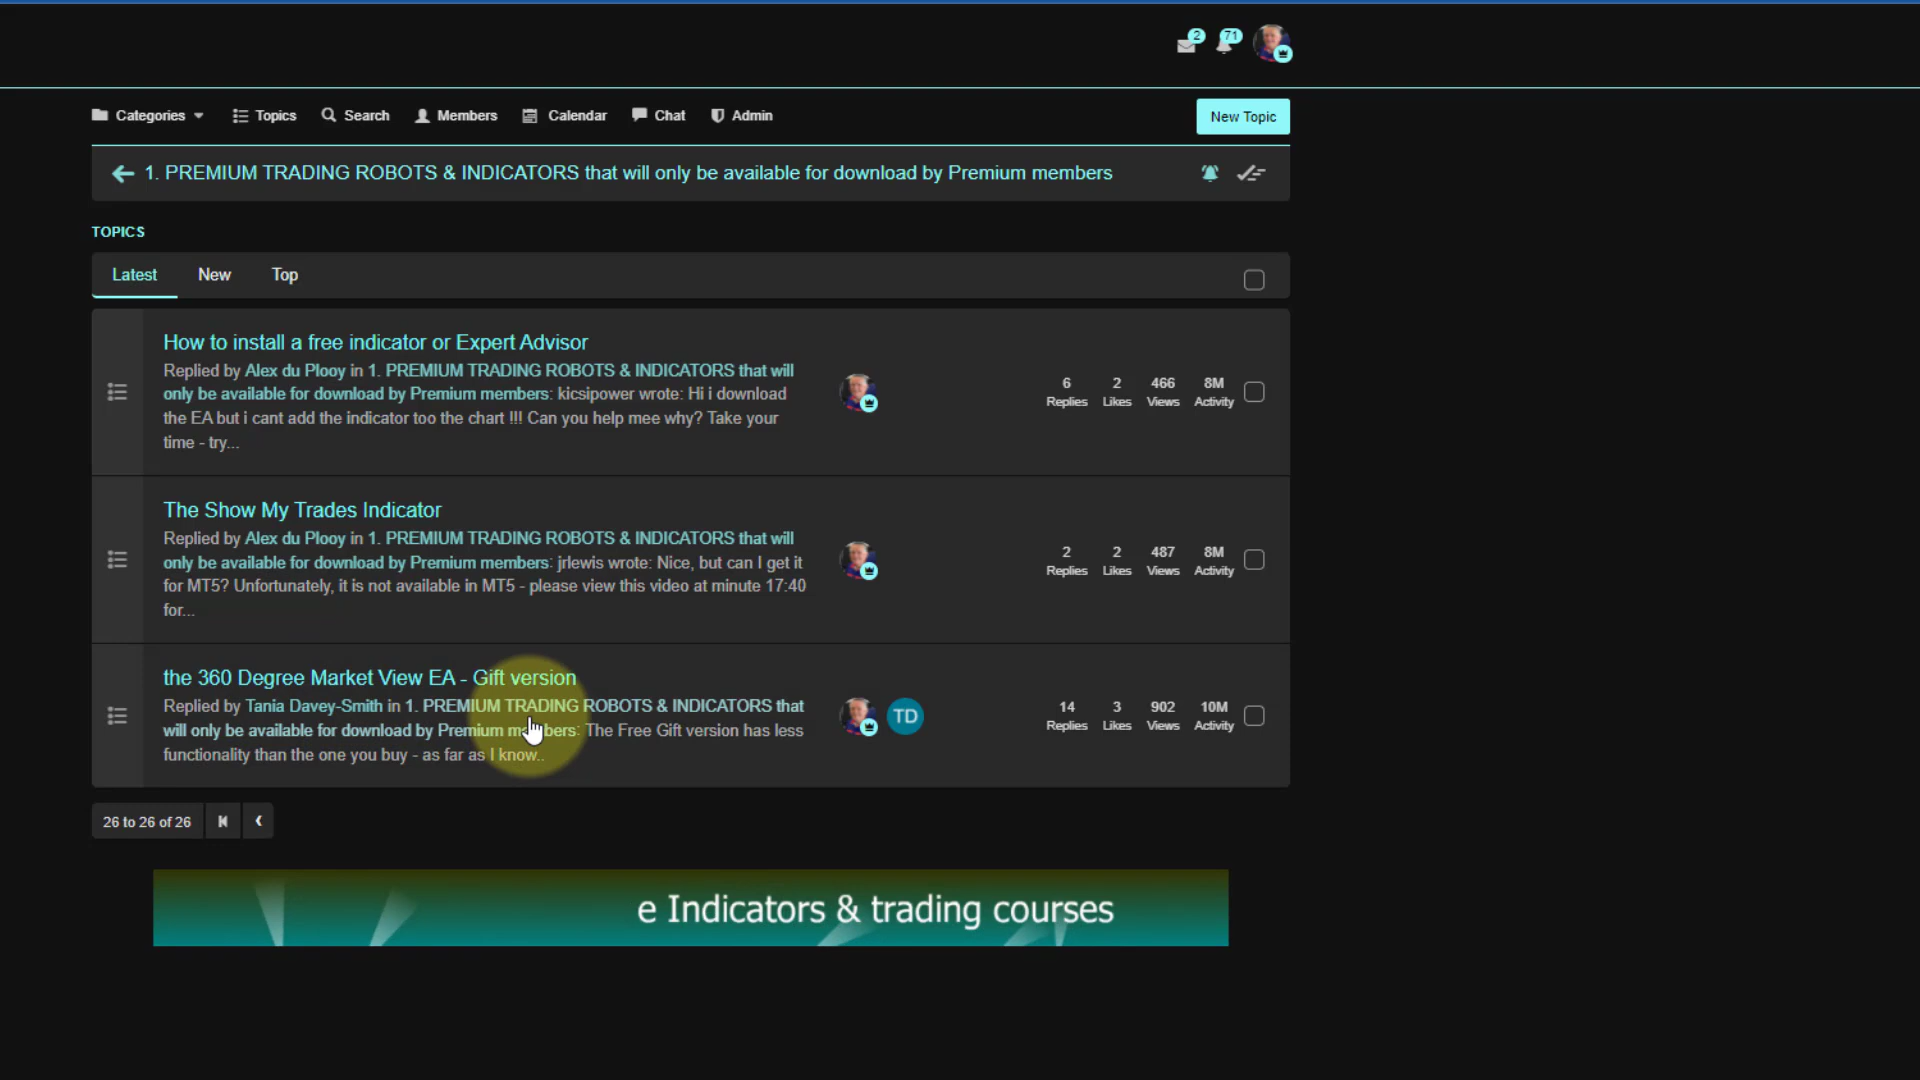 2
71
Categories
Topics
Search
Members
Calendar
Chat
Admin
New Topic
1. PREMIUM TRADING ROBOTS & INDICATORS that will only be available for download by Premium members
TOPICS
Latest
New
Top
How to install a free indicator or Expert Advisor
Replied by Alex du Plooy in 1. PREMIUM TRADING ROBOTS & INDICATORS that will
only be available for download by Premium members: kicsipower wrote: Hi i download
the EA but i cant add the indicator too the chart !!! Can you help mee why? Take your
time - try...
6 2 466 8M
Replies Likes Views Activity
The Show My Trades Indicator
Replied by Alex du Plooy in 1. PREMIUM TRADING ROBOTS & INDICATORS that will
only be available for download by Premium members: jrlewis wrote: Nice, but can I get it
for MT5? Unfortunately, it is not available in MT5 - please view this video at minute 17:40
for...
2 2 487 8M
Replies Likes Views Activity
the 360 Degree Market View EA - Gift version
Replied by Tania Davey-Smith in 1. PREMIUM TRADING ROBOTS & INDICATORS that
will only be available for download by Premium members: The Free Gift version has less
functionality than the one you buy - as far as I know..
TD
14 3 902 10M
Replies Likes Views Activity
26 to 26 of 26
e Indicators & trading courses